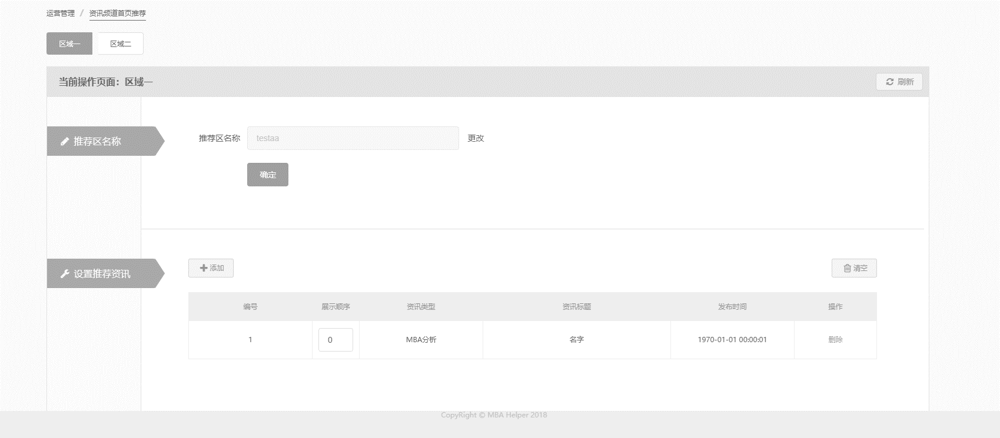 运营管理 / 资讯频道首页推荐
区域一 区域二
当前操作页面：区域一 刷新
推荐区名称 推荐区名称 testaa 更改
确定
设置推荐资讯 添加 清空
编号 展示顺序 资讯类型 资讯标题 发布时间 操作
1 0 MBA分析 名字 1970-01-01 00:00:01 删除
CopyRight © MBA Helper 2018